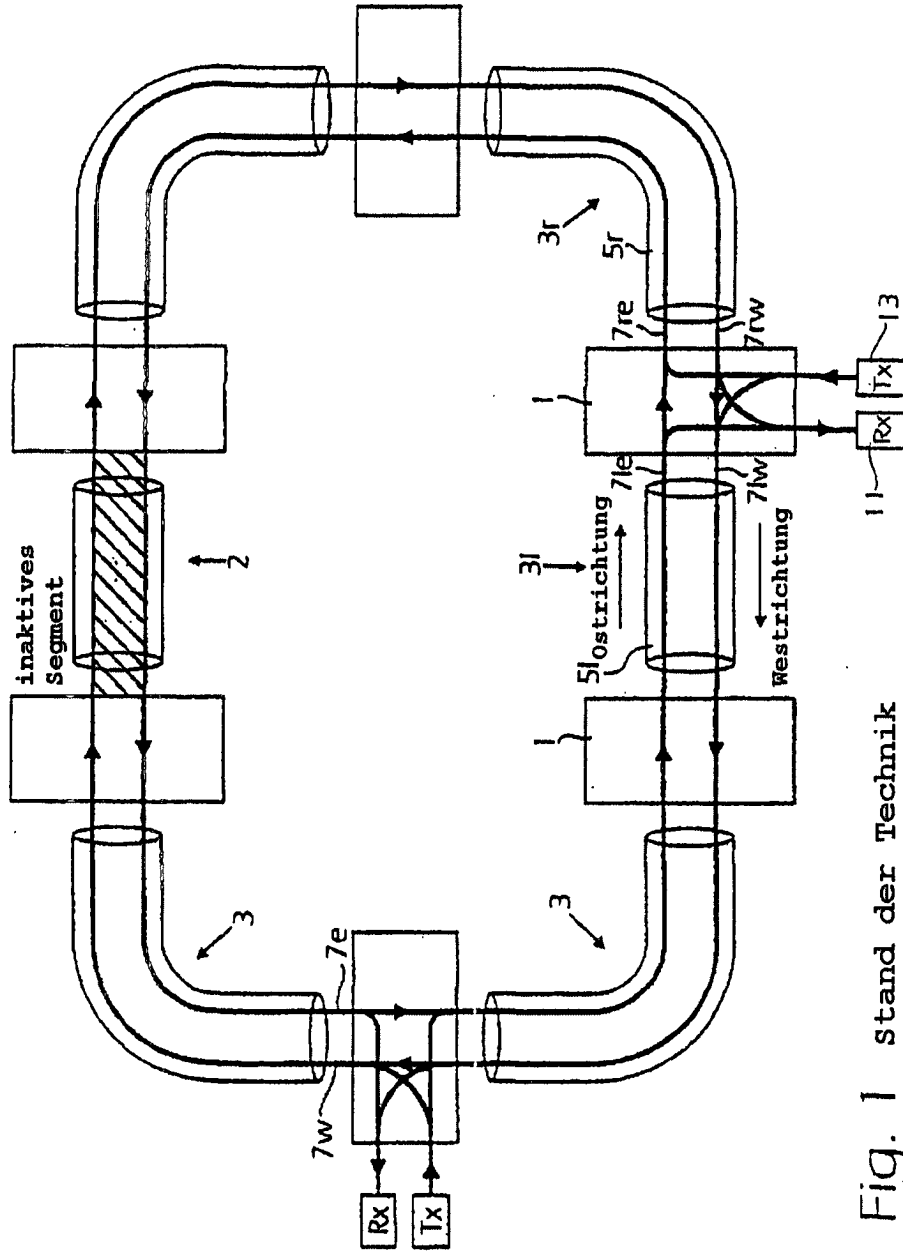 inaktives
Segment
2
3
3
7e
7w
Rx
Tx
3r
5r
7re
7rw
1
7le
7lw
3l
Ostrichtung
5l
Westrichtung
1
Rx
Tx
11
13
Fig. 1 stand der Technik